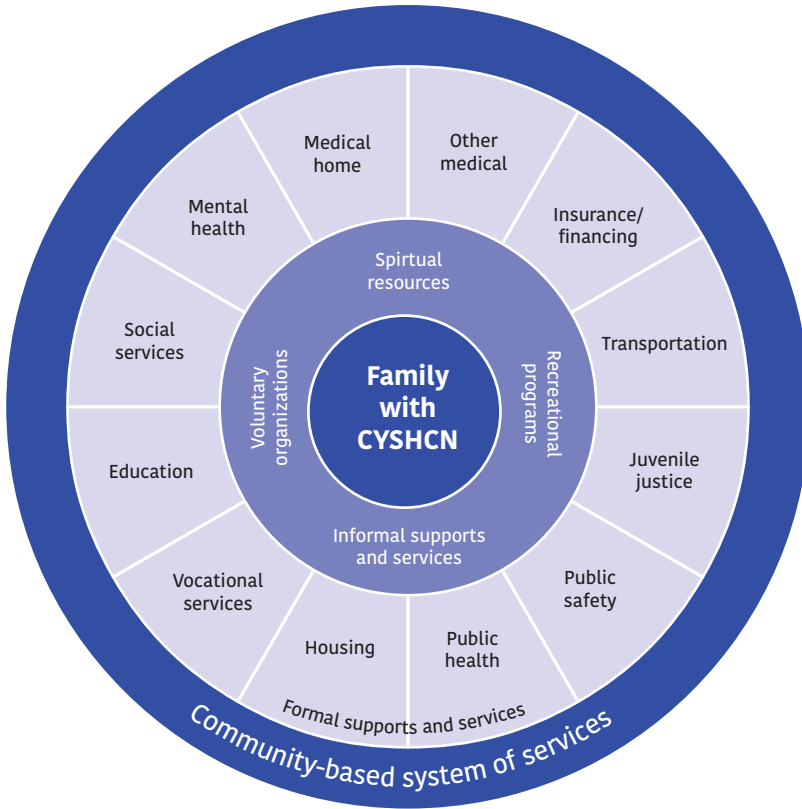 Medical
home
Other
medical
Mental
health
Insurance/
financing
Spirtual
resources
Social
services
Transportation
Voluntary
organizations
Family
with
CYSHCN
Recreational
programs
Education
Juvenile
justice
Informal supports
and services
Vocational
services
Public
safety
Housing
Public
health
Formal supports and services
Community-based system of services